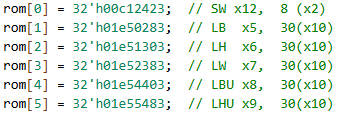 rom[0] = 32'h00c12423;  // SW x12,  8 (x2)
rom[1] = 32'h01e50283;  // LB  x5,  30(x10)
rom[2] = 32'h01e51303;  // LH  x6,  30(x10)
rom[3] = 32'h01e52383;  // LW  x7,  30(x10)
rom[4] = 32'h01e54403;  // LBU x8,  30(x10)
rom[5] = 32'h01e55483;  // LHU x9,  30(x10)